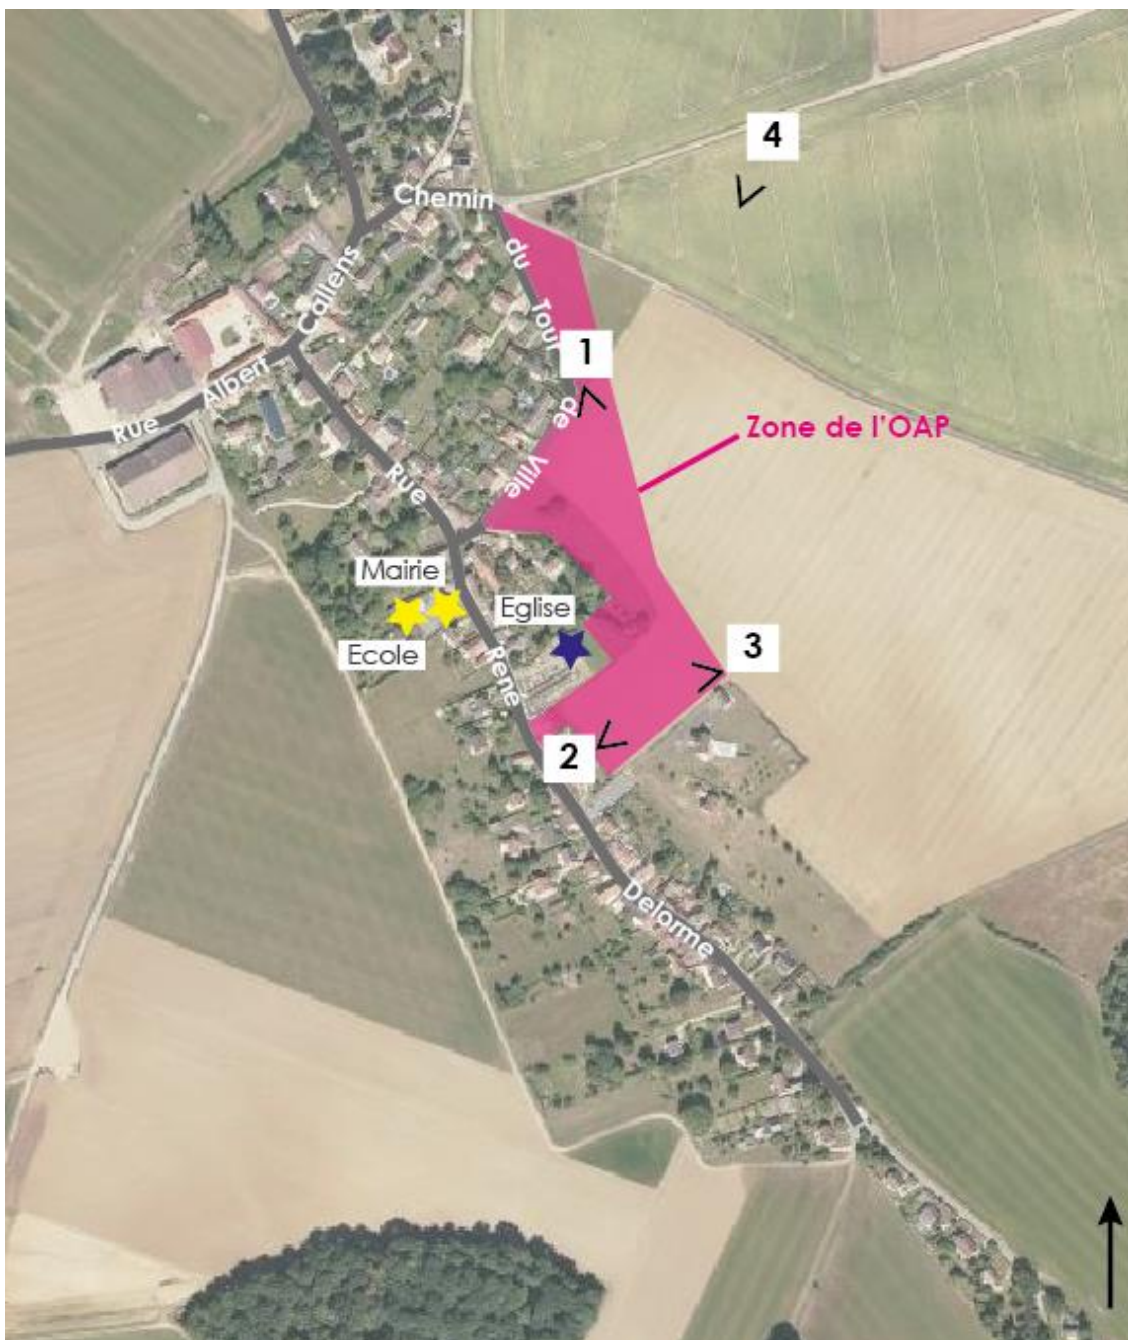 4
Chemin
du Tour de Ville
1
Rue Albert Callens
Zone de l'OAP
Rue René Delorme
Mairie
Eglise
Ecole
3
2